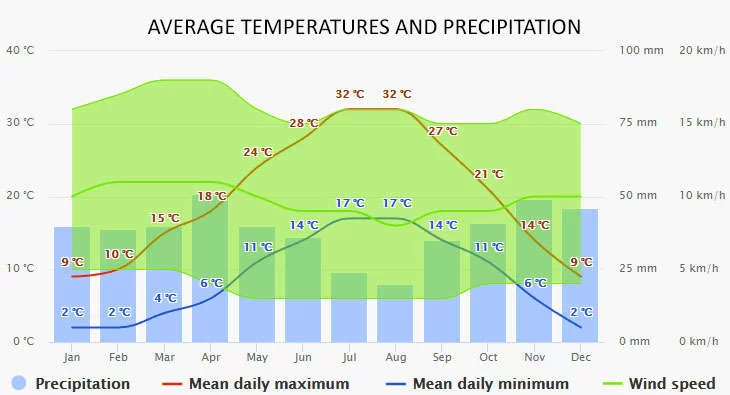 AVERAGE TEMPERATURES AND PRECIPITATION
40 °C 100 mm 20 km/h
32 °C 32 °C
30 °C 28 °C 27 °C 75 mm 15 km/h
24 °C
21 °C
20 °C 18 °C 17 °C 17 °C 50 mm 10 km/h
15 °C 14 °C 14 °C 14 °C
10 °C 11 °C 11 °C
9 °C 9 °C
10 °C 25 mm 5 km/h
6 °C 6 °C
2 °C 2 °C 4 °C 2 °C
0 °C 0 mm 0 km/h
Jan Feb Mar Apr May Jun Jul Aug Sep Oct Nov Dec
Precipitation Mean daily maximum Mean daily minimum Wind speed